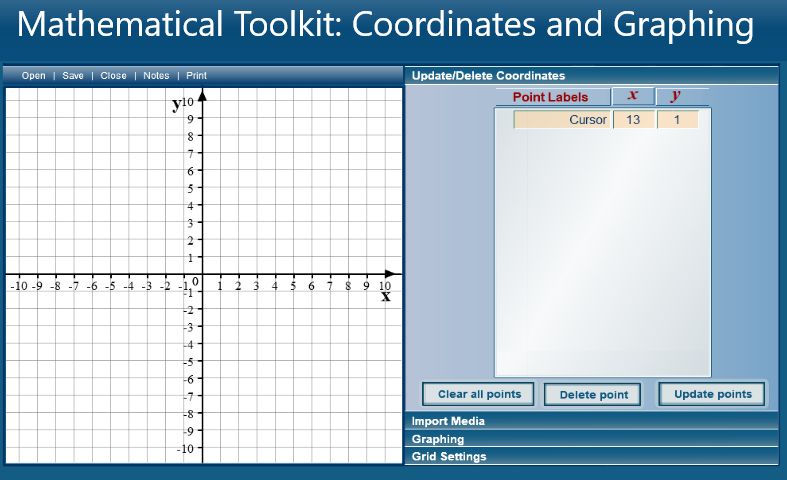 Mathematical Toolkit: Coordinates and Graphing
Open | Save | Close | Notes | Print
Update/Delete Coordinates
Point Labels x y
Cursor 13 1
y
10
9
8
7
6
5
4
3
2
1
0
-10 -9 -8 -7 -6 -5 -4 -3 -2 -1 1 2 3 4 5 6 7 8 9 10
x
-1
-2
-3
-4
-5
-6
-7
-8
-9
-10
Clear all points Delete point Update points
Import Media
Graphing
Grid Settings